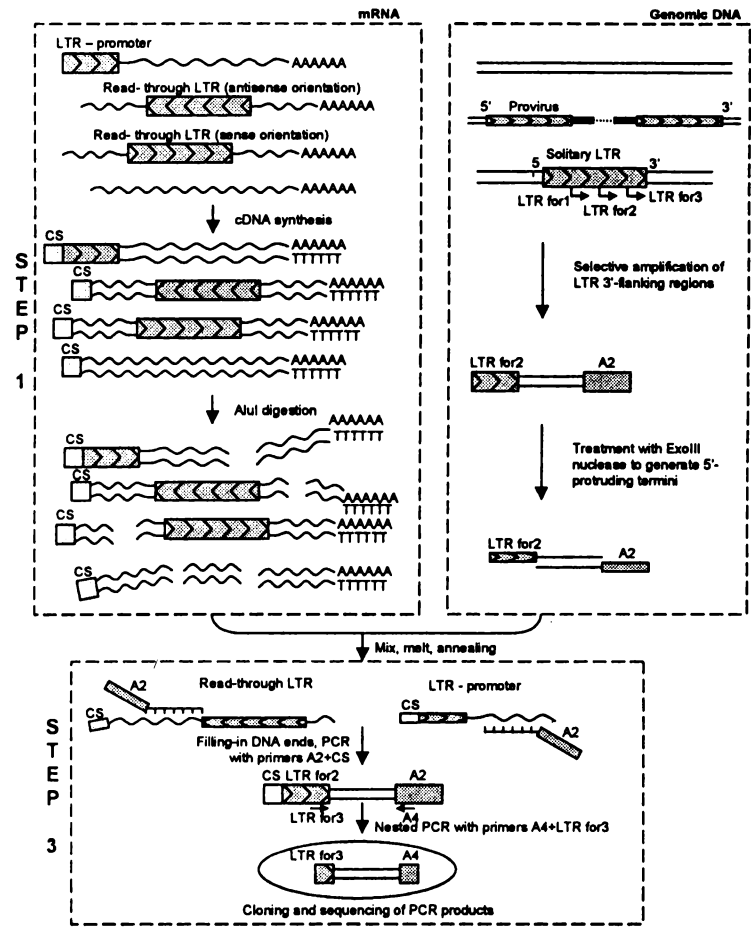 mRNA
LTR – promoter
AAAAAA
Read- through LTR (antisense orientation)
AAAAAA
Read- through LTR (sense orientation)
AAAAAA
AAAAAA
cDNA synthesis
STEP 1
CS
AAAAAA
TTTTTT
CS
AAAAAA
TTTTTT
CS
AAAAAA
TTTTTT
CS
AAAAAA
TTTTTT
AluI digestion
AAAAAA
TTTTTT
CS
CS
AAAAAA
TTTTTT
CS
AAAAAA
TTTTTT
CS
AAAAAA
TTTTTT
Genomic DNA
5' Provirus 3'
Solitary LTR
5 3'
LTR for1 LTR for2 LTR for3
Selective amplification of
LTR 3'-flanking regions
LTR for2 A2
Treatment with ExoIII
nuclease to generate 5'-
protruding termini
LTR for2 A2
Mix, melt, annealing
STEP 3
A2 Read-through LTR
CS
LTR - promoter
CS
A2
Filling-in DNA ends, PCR
with primers A2+CS
CS LTR for2 A2
LTR for3 A4
Nested PCR with primers A4+LTR for3
LTR for3 A4
Cloning and sequencing of PCR products